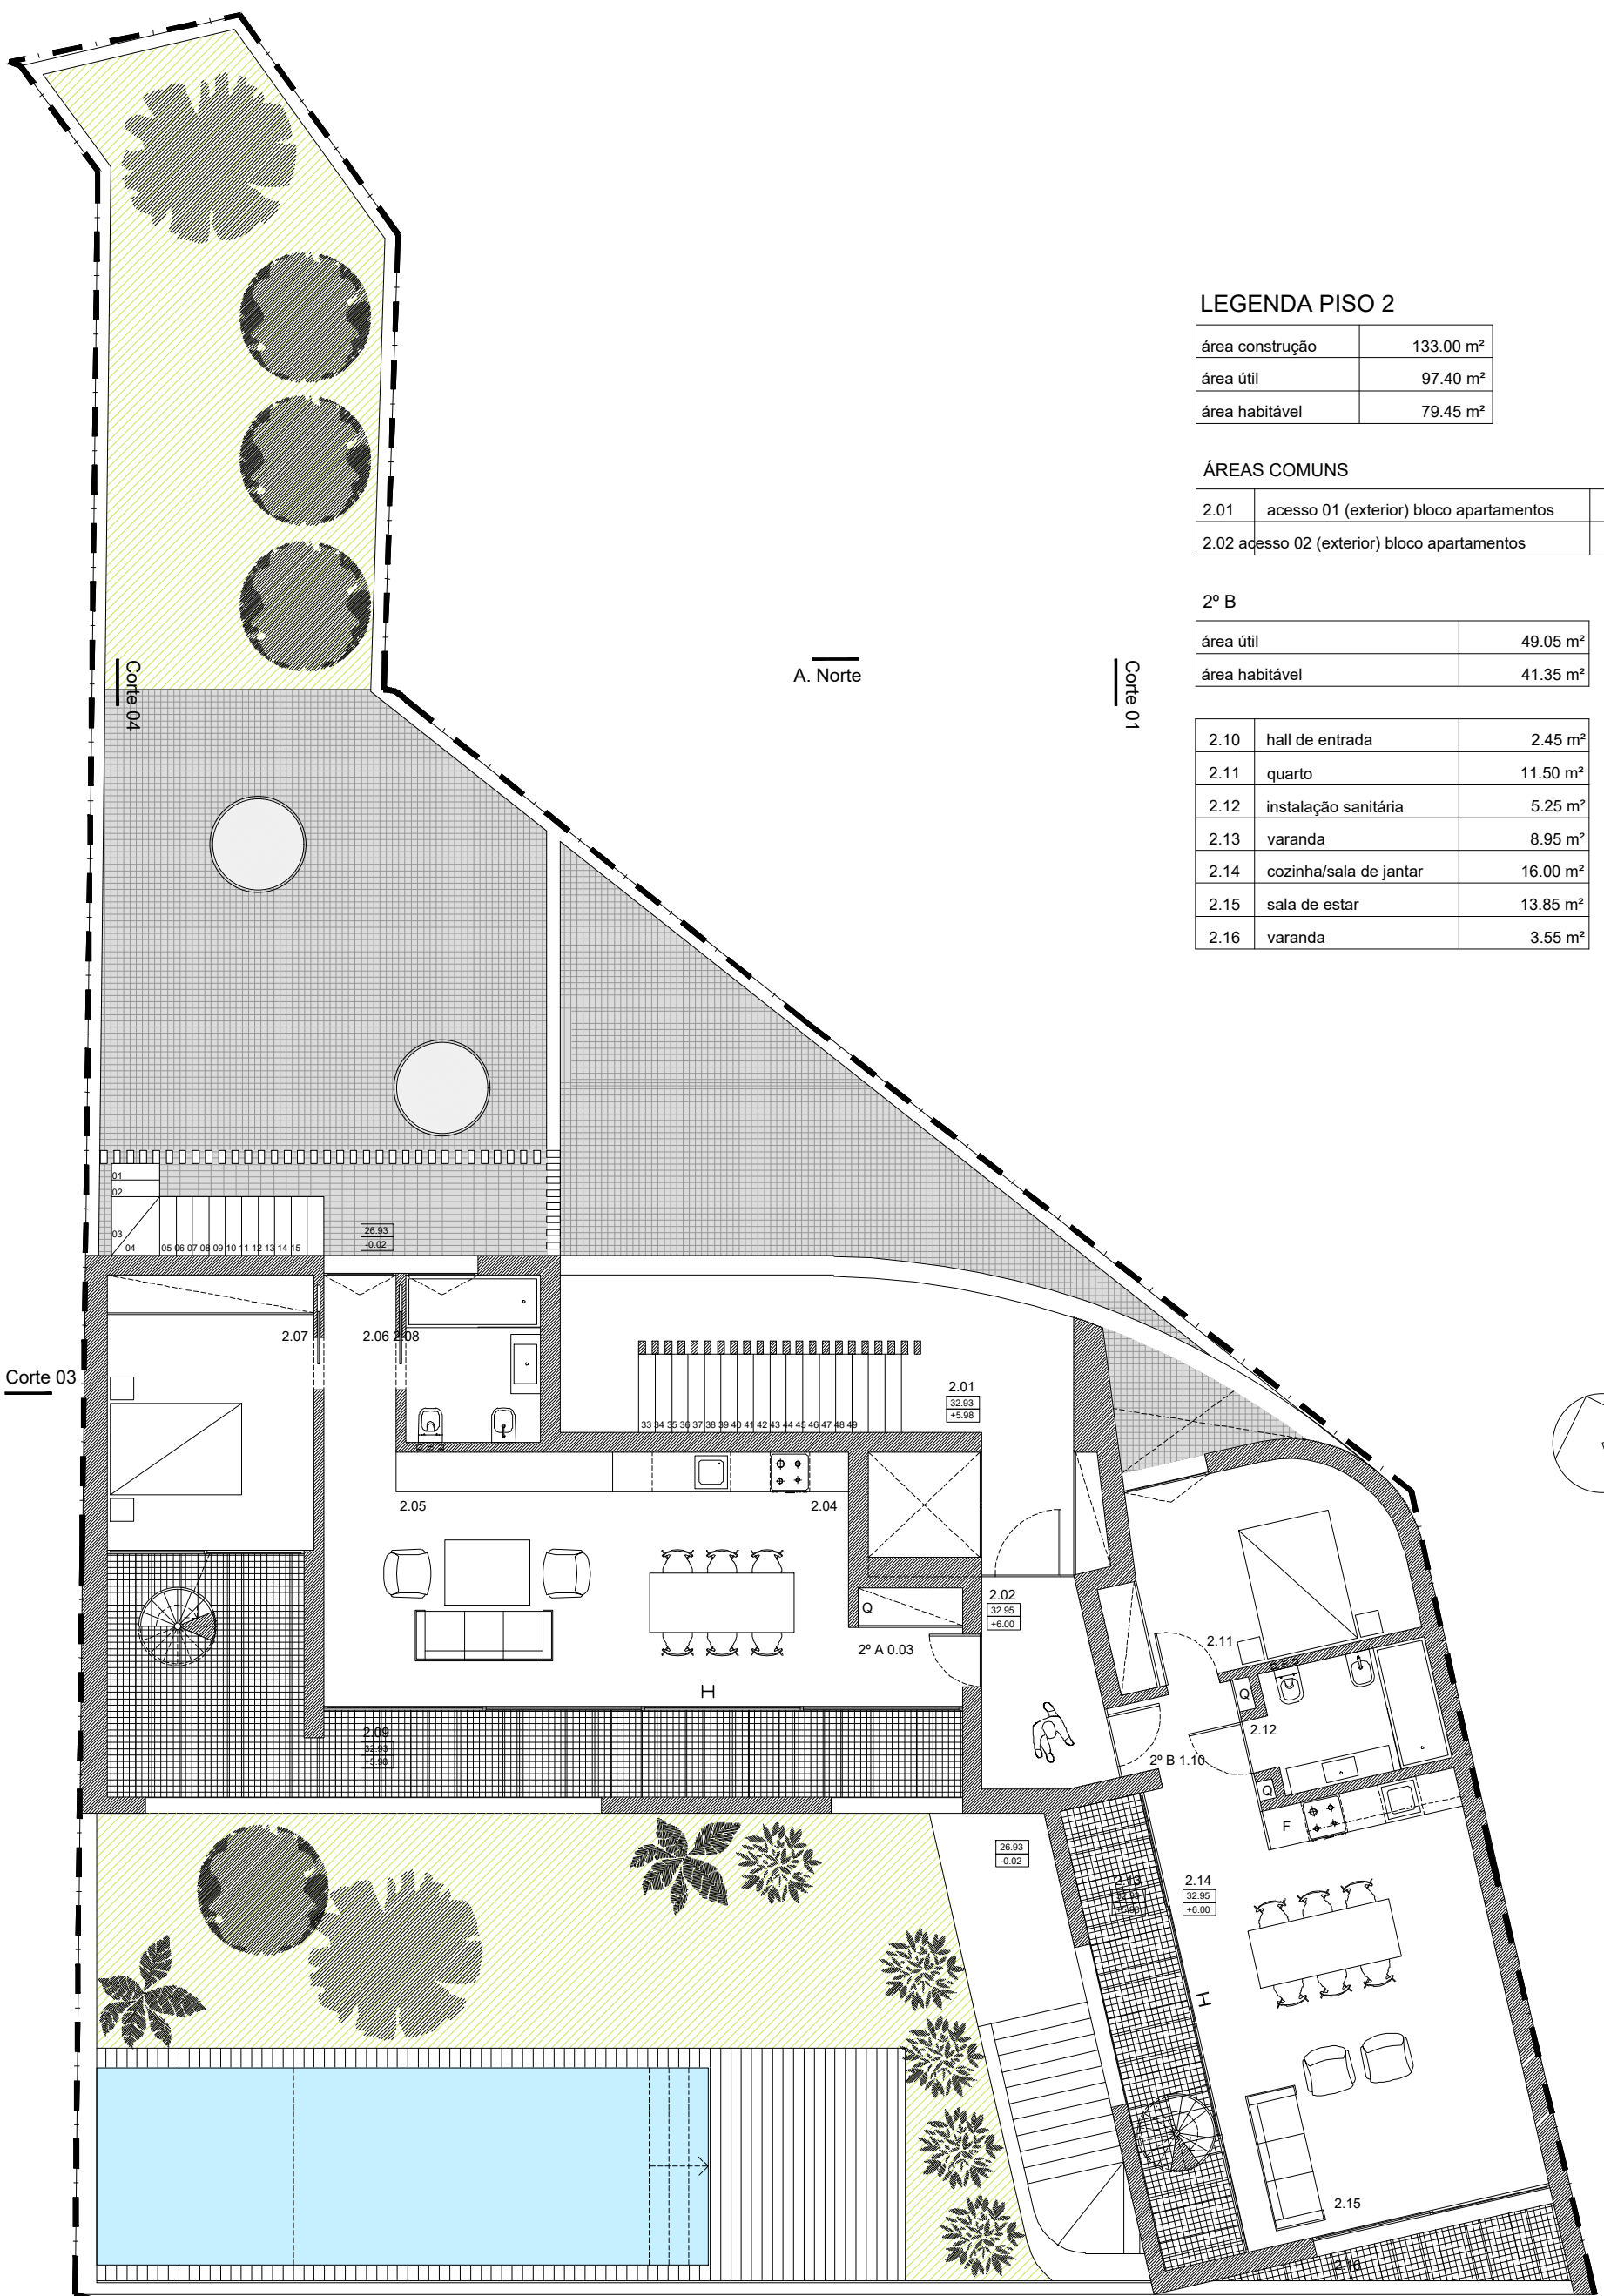 LEGENDA PISO 2
área construção 133.00 m²
área útil 97.40 m²
área habitável 79.45 m²
ÁREAS COMUNS
2.01 acesso 01 (exterior) bloco apartamentos
2.02 acesso 02 (exterior) bloco apartamentos
2º B
área útil 49.05 m²
área habitável 41.35 m²
2.10 hall de entrada 2.45 m²
2.11 quarto 11.50 m²
2.12 instalação sanitária 5.25 m²
2.13 varanda 8.95 m²
2.14 cozinha/sala de jantar 16.00 m²
2.15 sala de estar 13.85 m²
2.16 varanda 3.55 m²
Corte 04
A. Norte
Corte 01
01
02
03
04 05 06 07 08 09 10 11 12 13 14 15
26.93
-0.02
2.07 2.06 2.08
Corte 03
2.01
32.93
+5.98
33 34 35 36 37 38 39 40 41 42 43 44 45 46 47 48 49
2.05 2.04
2.02
32.95
+6.00
Q
2º A 0.03
2.11
H
Q
2.12
2.09
32.93
+5.98
2º B 1.10
Q
F
26.93
-0.02
2.13
2.14
32.95
+6.00
H
2.15
2.16